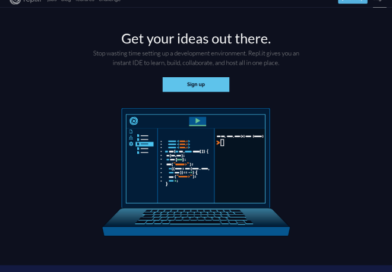 Get your ideas out there.
Stop wasting time setting up a development environment. Repl.it gives you an
instant IDE to learn, build, collaborate, and host all in one place.
Sign up